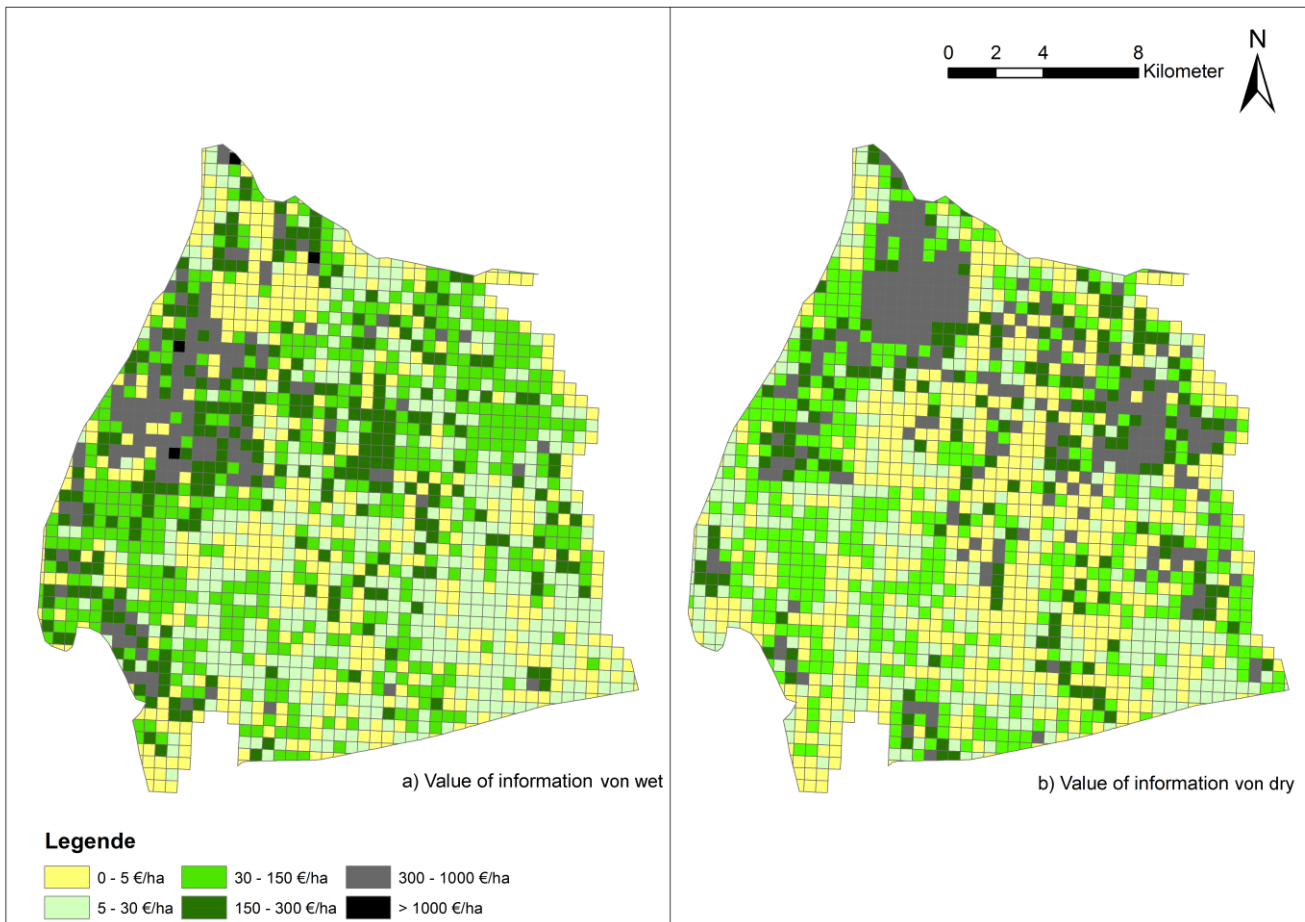 0 2 4 8
Kilometer
N
a) Value of information von wet
b) Value of information von dry
Legende
0 - 5 €/ha 30 - 150 €/ha 300 - 1000 €/ha
5 - 30 €/ha 150 - 300 €/ha > 1000 €/ha